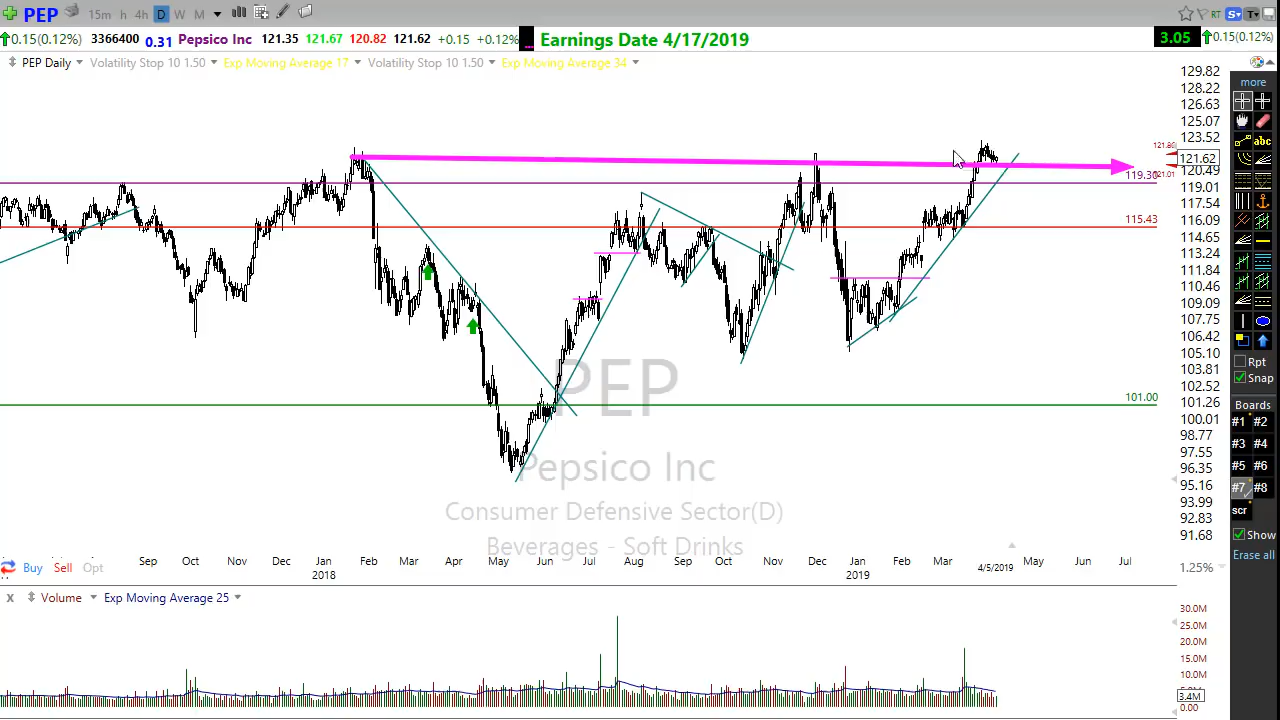 PEP 15m h 4h D W M RT S T
0.15(0.12%) 3366400 0.31 Pepsico Inc 121.35 121.67 120.82 121.62 +0.15 +0.12% Earnings Date 4/17/2019 3.05 0.15(0.12%)
PEP Daily Volatility Stop 10 1.50 Exp Moving Average 17 Volatility Stop 10 1.50 Exp Moving Average 34
129.82
128.22
126.63
125.07
123.52
121.86
121.62
121.01
120.49
119.30
119.01
117.54
116.09
115.43
114.65
113.24
111.84
110.46
109.09
107.75
106.42
105.10
103.81
102.52
101.00
101.26
100.01
98.77
97.55
96.35
95.16
93.99
92.83
91.68
PEP
Pepsico Inc
Consumer Defensive Sector(D)
Beverages - Soft Drinks
more
abc
Rpt
Snap
Boards
#1 #2
#3 #4
#5 #6
#7 #8
scr
Show
Erase all
Sep Oct Nov Dec 2018 Feb Mar Apr May Jun Jul Aug Sep Oct Nov Dec Jan Feb Mar 4/5/2019 May Jun Jul
2019
Buy Sell Opt 1.25%
x Volume Exp Moving Average 25
30.0M
25.0M
20.0M
15.0M
10.0M
3.4M
0.00